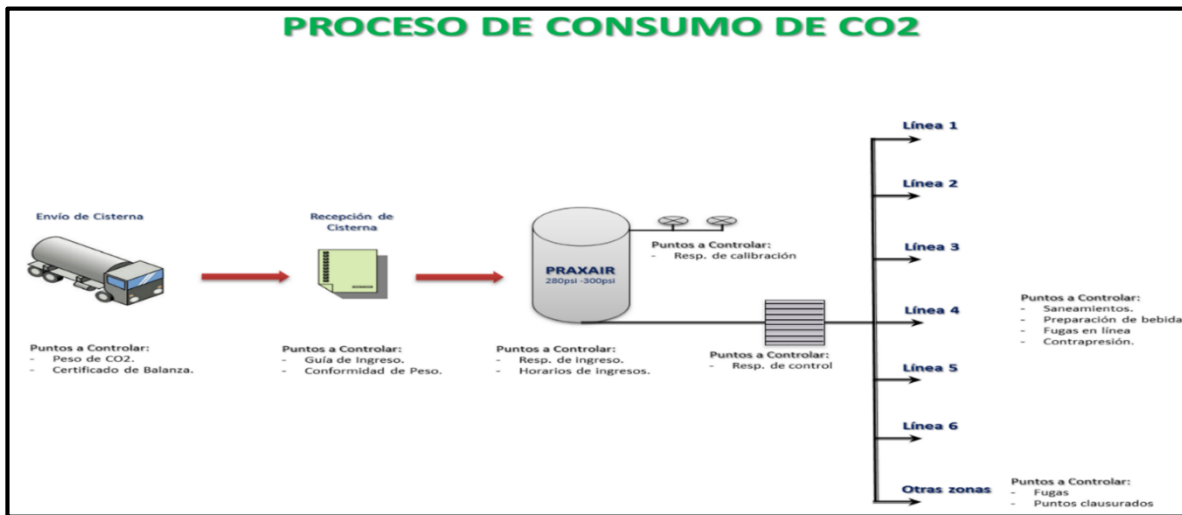 PROCESO DE CONSUMO DE CO2
Envío de Cisterna
Puntos a Controlar:
- Peso de CO2.
- Certificado de Balanza.
Recepción de
Cisterna
Puntos a Controlar:
- Guía de Ingreso.
- Conformidad de Peso.
PRAXAIR
280psi -300psi
Puntos a Controlar:
- Resp. de ingreso.
- Horarios de ingresos.
Puntos a Controlar:
- Resp. de calibración
Puntos a Controlar:
- Resp. de control
Línea 1
Línea 2
Línea 3
Línea 4
Línea 5
Línea 6
Otras zonas
Puntos a Controlar:
- Saneamientos.
- Preparación de bebida
- Fugas en línea
- Contrapresión.
Puntos a Controlar:
- Fugas
- Puntos clausurados